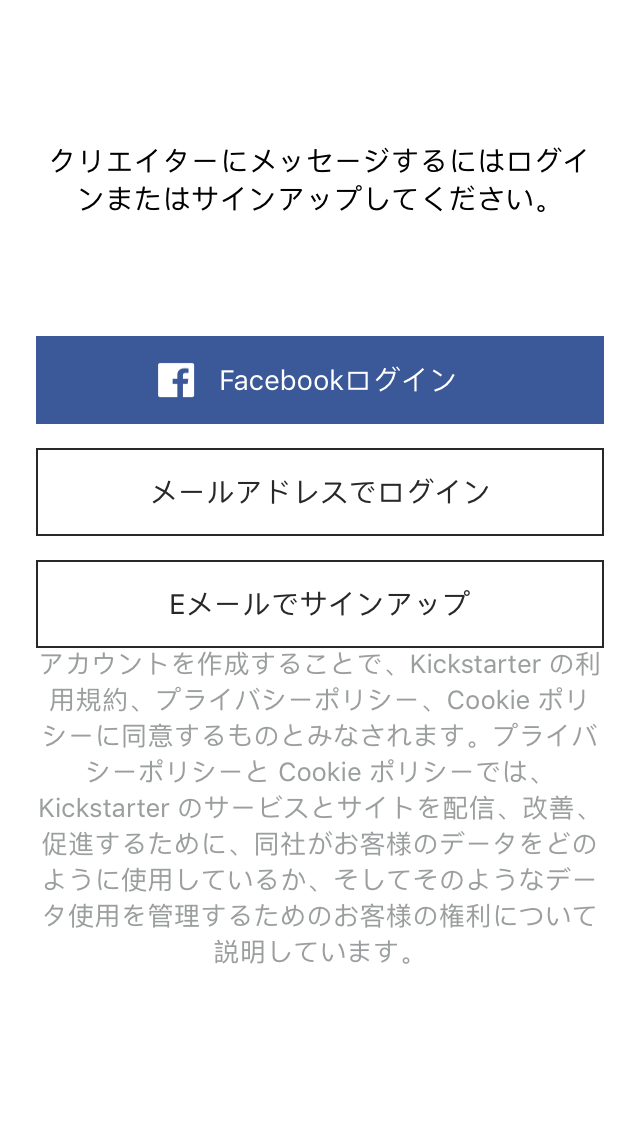 クリエイターにメッセージするにはログイ
ンまたはサインアップしてください。
Facebookログイン
メールアドレスでログイン
Eメールでサインアップ
アカウントを作成することで、Kickstarter の利
用規約、プライバシーポリシー、Cookie ポリ
シーに同意するものとみなされます。プライバ
シーポリシーと Cookie ポリシーでは、
Kickstarter のサービスとサイトを配信、改善、
促進するために、同社がお客様のデータをどの
ように使用しているか、そしてそのようなデー
タ使用を管理するためのお客様の権利について
説明しています。